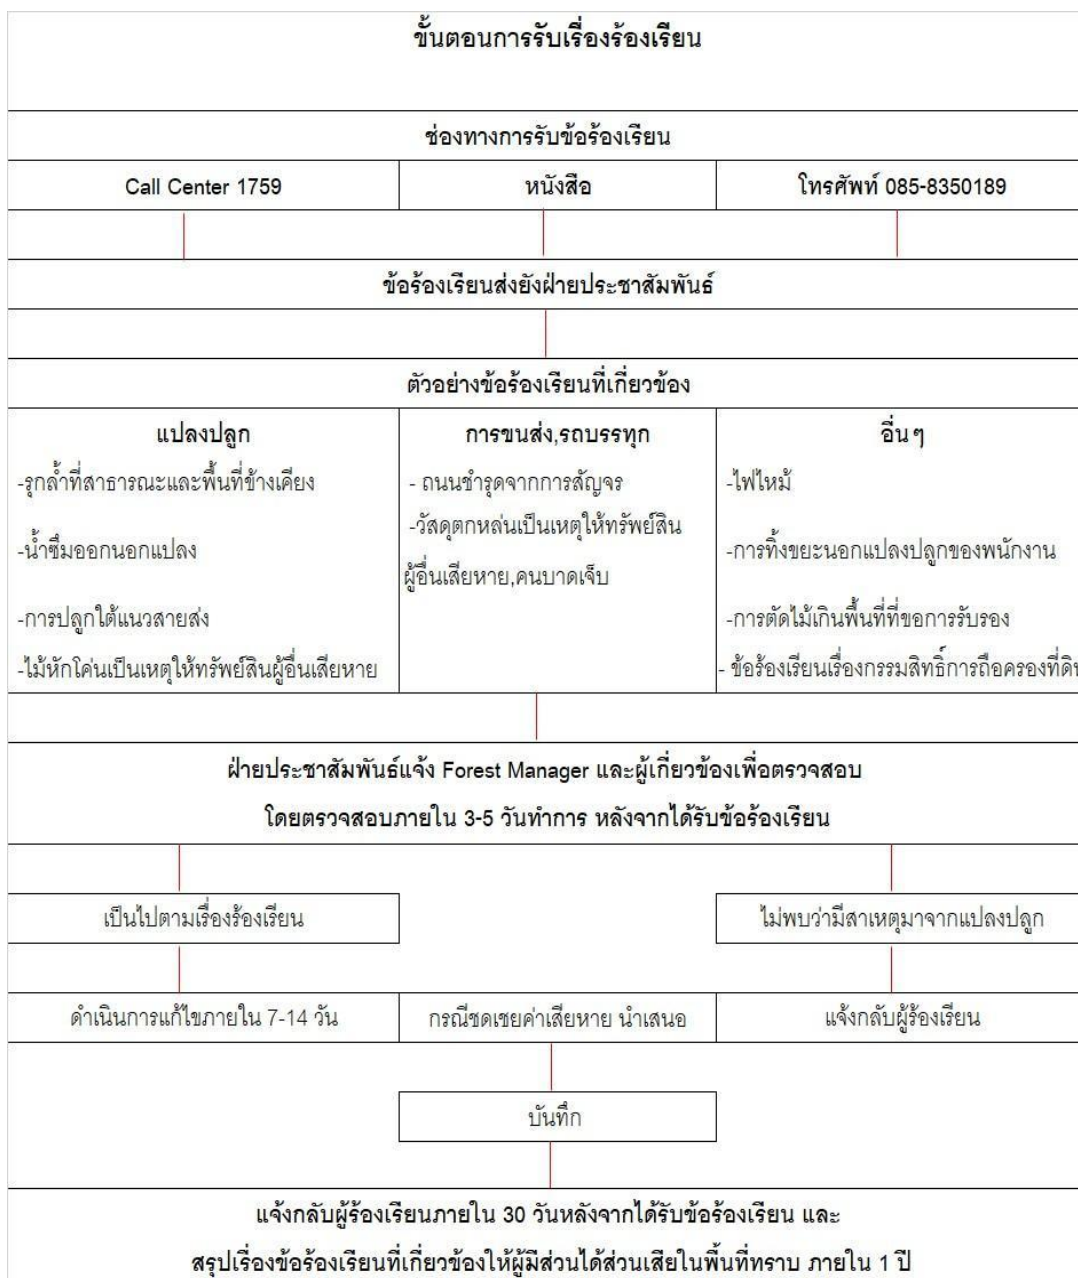 ขั้นตอนการรับเรื่องร้องเรียน
ช่องทางการรับข้อร้องเรียน
Call Center 1759
หนังสือ
โทรศัพท์ 085-8350189
ข้อร้องเรียนส่งยังฝ่ายประชาสัมพันธ์
ตัวอย่างข้อร้องเรียนที่เกี่ยวข้อง
แปลงปลูก
-รุกล้ำที่สาธารณะและพื้นที่ข้างเคียง
-น้ำซึมออกนอกแปลง
-การปลูกใต้แนวสายส่ง
-ไม้หักโค่นเป็นเหตุให้ทรัพย์สินผู้อื่นเสียหาย
การขนส่ง,รถบรรทุก
- ถนนชำรุดจากการสัญจร
-วัสดุตกหล่นเป็นเหตุให้ทรัพย์สิน
ผู้อื่นเสียหาย,คนบาดเจ็บ
อื่นๆ
-ไฟไหม้
-การทิ้งขยะนอกแปลงปลูกของพนักงาน
-การตัดไม้เกินพื้นที่ที่ขอการรับรอง
- ข้อร้องเรียนเรื่องกรรมสิทธิ์การถือครองที่ดิน
ฝ่ายประชาสัมพันธ์แจ้ง Forest Manager และผู้เกี่ยวข้องเพื่อตรวจสอบ
โดยตรวจสอบภายใน 3-5 วันทำการ หลังจากได้รับข้อร้องเรียน
เป็นไปตามเรื่องร้องเรียน
ไม่พบว่ามีสาเหตุมาจากแปลงปลูก
ดำเนินการแก้ไขภายใน 7-14 วัน
กรณีชดเชยค่าเสียหาย นำเสนอ
แจ้งกลับผู้ร้องเรียน
บันทึก
แจ้งกลับผู้ร้องเรียนภายใน 30 วันหลังจากได้รับข้อร้องเรียน และ
สรุปเรื่องข้อร้องเรียนที่เกี่ยวข้องให้ผู้มีส่วนได้ส่วนเสียในพื้นที่ทราบ ภายใน 1 ปี